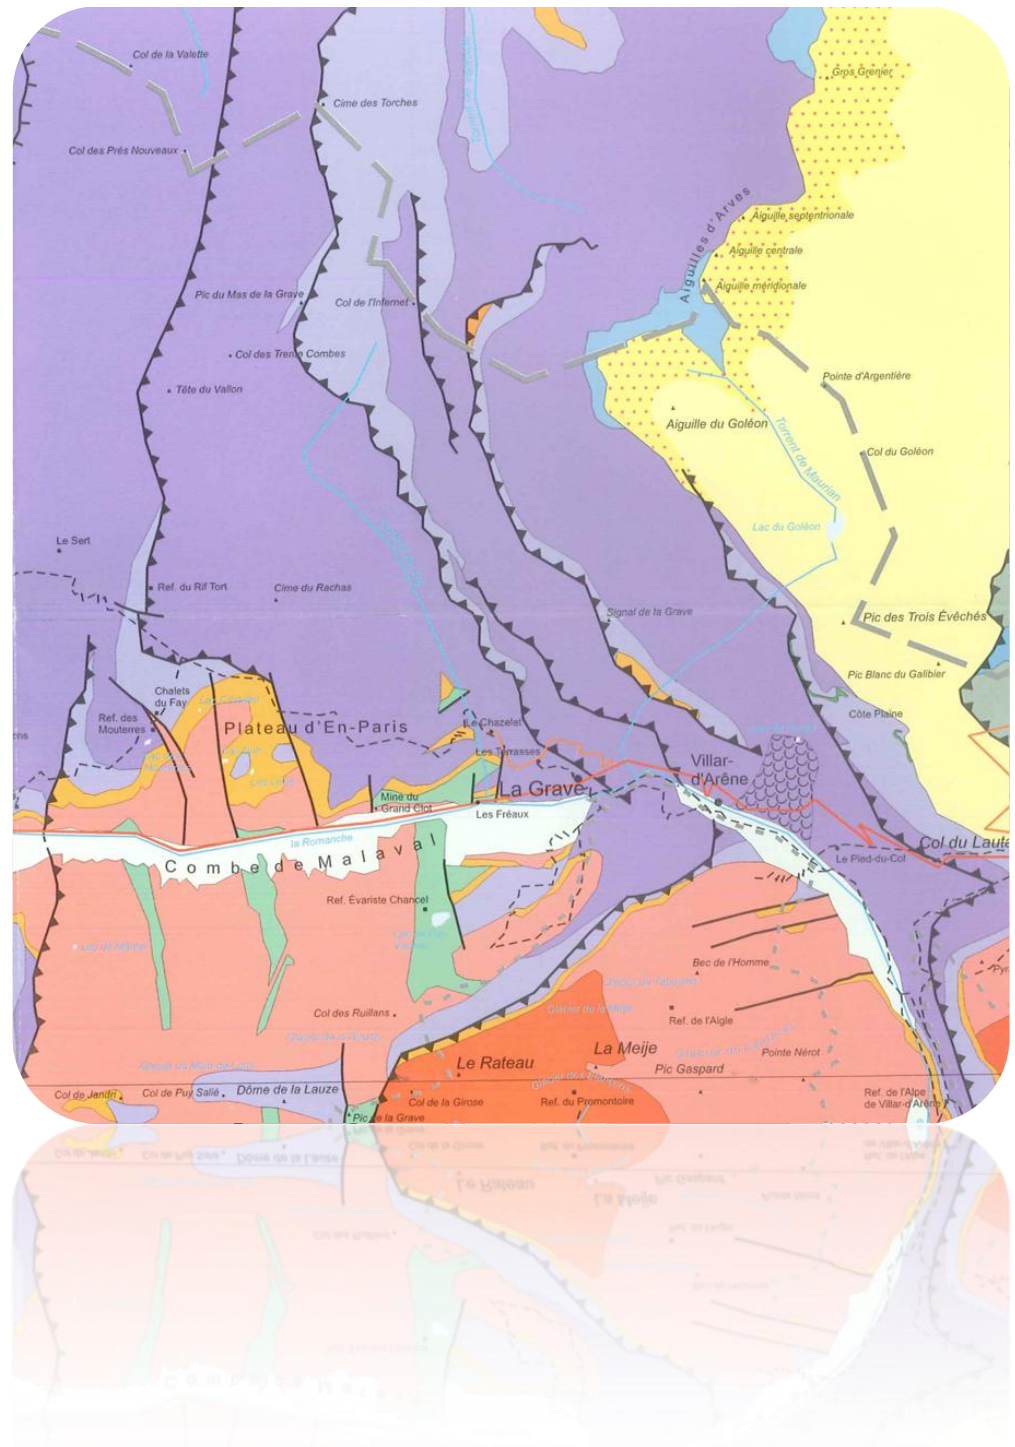 Col de la Valette
Gros Grenier
Cime des Torches
Col des Prés Nouveaux
Aiguilles d'Arves
Aiguille septentrionale
Aiguille centrale
Aiguille méridionale
Pic du Mas de la Grave
Col de l'Infernet
Col des Trente Combes
Pointe d'Argentière
Tête du Vallon
Aiguille du Goléon
Torrent de Maurian
Col du Goléon
Lac du Goléon
Le Sert
Ref. du Rif Tort
Cime du Rachas
Signal de la Grave
Pic des Trois Évêchés
Pic Blanc du Galibier
Chalets
du Fay
Ref. des
Mouterres
Côte Plaine
Le Chazelet
Plateau d'En-Paris
Les Terrasses
Villar-
d'Arène
La Grave
Mine du
Grand Clot
Les Fréaux
la Romanche
Combe de Malaval
Col du Lauta
Le Pied-du-Col
Ref. Évariste Chancel
Bec de l'Homme
Glacier de la Meije
Col des Ruillans
Ref. de l'Aigle
La Meije
Pointe Nérot
Le Rateau
Pic Gaspard
Col de Jandri
Col de Puy Salié
Dôme de la Lauze
Col de la Girose
Ref. du Promontoire
Ref. de l'Alpe
de Villar-d'Arène
Pic de la Grave